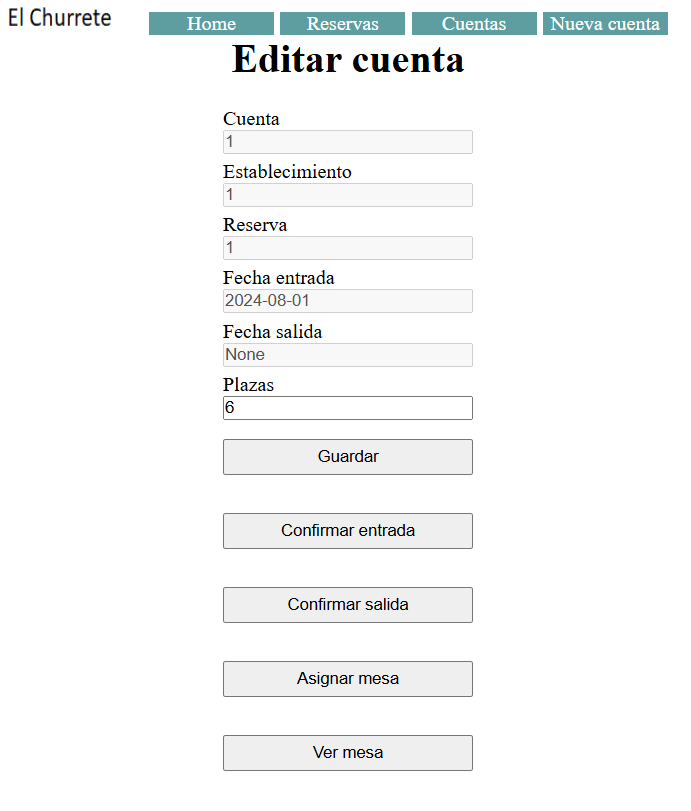 El Churrete
Home Reservas Cuentas Nueva cuenta
Editar cuenta
Cuenta
1
Establecimiento
1
Reserva
1
Fecha entrada
2024-08-01
Fecha salida
None
Plazas
6
Guardar
Confirmar entrada
Confirmar salida
Asignar mesa
Ver mesa